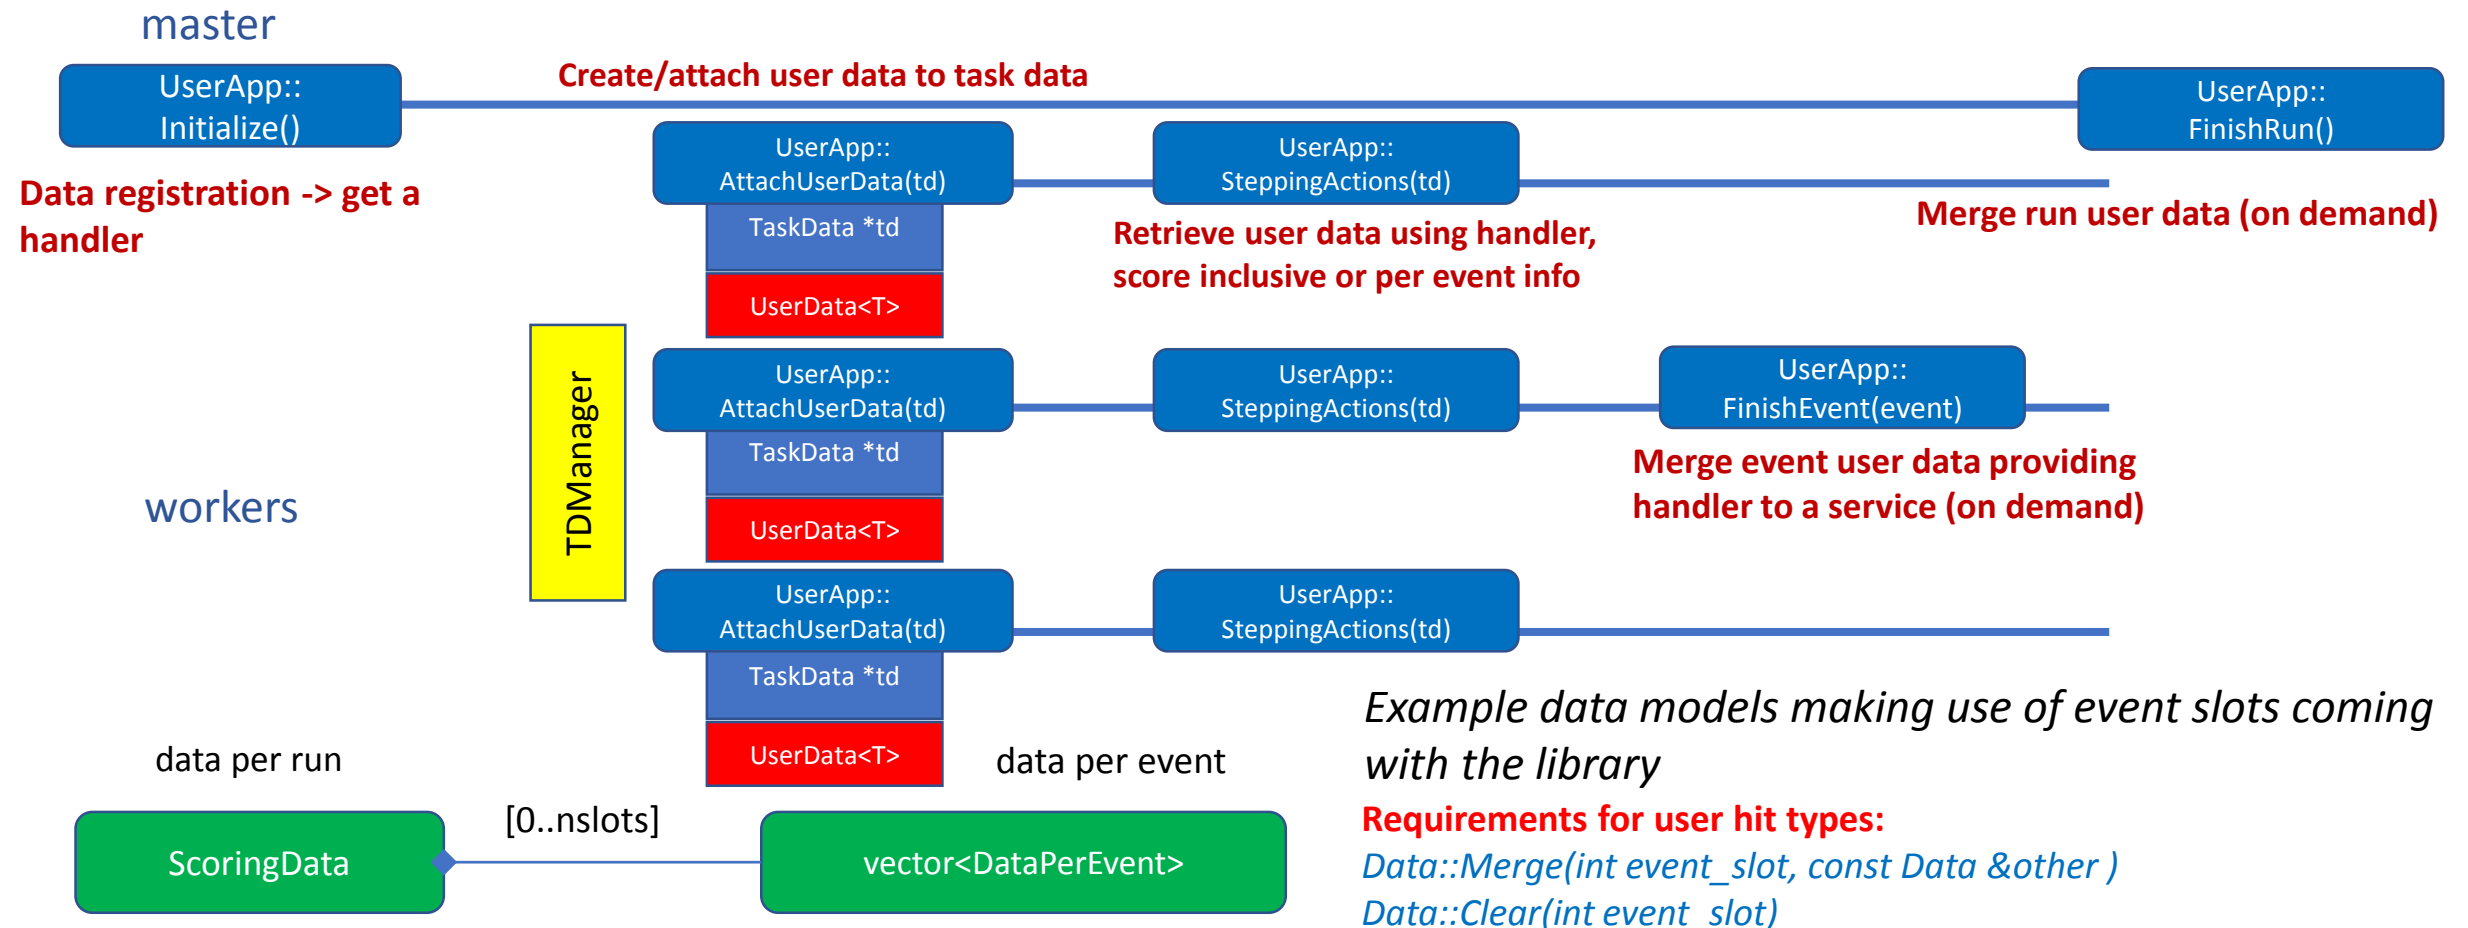 master
UserApp::
Initialize()
Create/attach user data to task data
UserApp::
FinishRun()
Data registration -> get a
handler
UserApp::
AttachUserData(td)
TaskData *td
UserData<T>
UserApp::
SteppingActions(td)
Retrieve user data using handler,
score inclusive or per event info
Merge run user data (on demand)
TDManager
workers
UserApp::
AttachUserData(td)
TaskData *td
UserData<T>
UserApp::
SteppingActions(td)
UserApp::
FinishEvent(event)
Merge event user data providing
handler to a service (on demand)
UserApp::
AttachUserData(td)
TaskData *td
UserData<T>
UserApp::
SteppingActions(td)
data per run
data per event
ScoringData
[0..nslots]
vector<DataPerEvent>
Example data models making use of event slots coming
with the library
Requirements for user hit types:
Data::Merge(int event_slot, const Data &other )
Data::Clear(int event_slot)